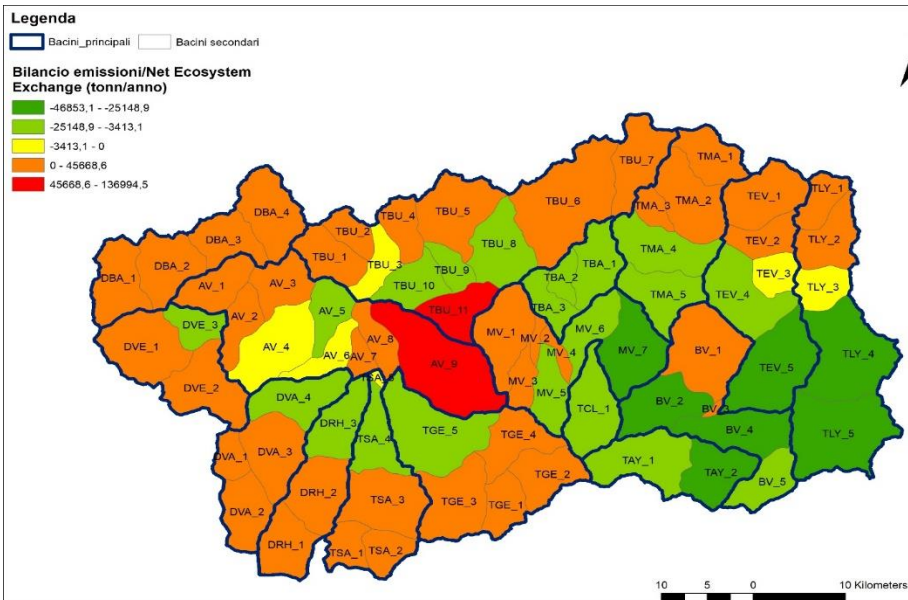 Legenda
Bacini_principali Bacini secondari
Bilancio emissioni/Net Ecosystem
Exchange (tonn/anno)
-46853,1 - -25148,9
-25148,9 - -3413,1
-3413,1 - 0
0 - 45668,6
45668,6 - 136994,5
TBU_7
TMA_1
TBU_6
TMA_3
TMA_2
TEV_1
TLY_1
DBA_4
TBU_4
TBU_5
TBU_2
DBA_3
TBU_1
TBU_3
TBU_8
TMA_4
TEV_2
TLY_2
DBA_2
DBA_1
AV_1
AV_3
TBU_9
TBU_10
TBA_1
TBA_2
TEV_3
TLY_3
TMA_5
TEV_4
AV_2
AV_5
TBU_11
TBA_3
DVE_3
DVE_1
AV_4
AV_6
AV_8
AV_7
MV_1
MV_2
MV_6
MV_4
MV_7
BV_1
TLY_4
AV_9
DVE_2
MV_3
MV_5
TEV_5
DVA_4
TCL_1
BV_2
DRH_3
TSA_4
TGE_5
TGE_4
BV_4
TLY_5
DVA_3
DVA_1
TGE_2
TAY_1
TAY_2
BV_5
DRH_2
TSA_3
TGE_3
TGE_1
DVA_2
DRH_1
TSA_1
TSA_2
10 5 0 10 Kilometers